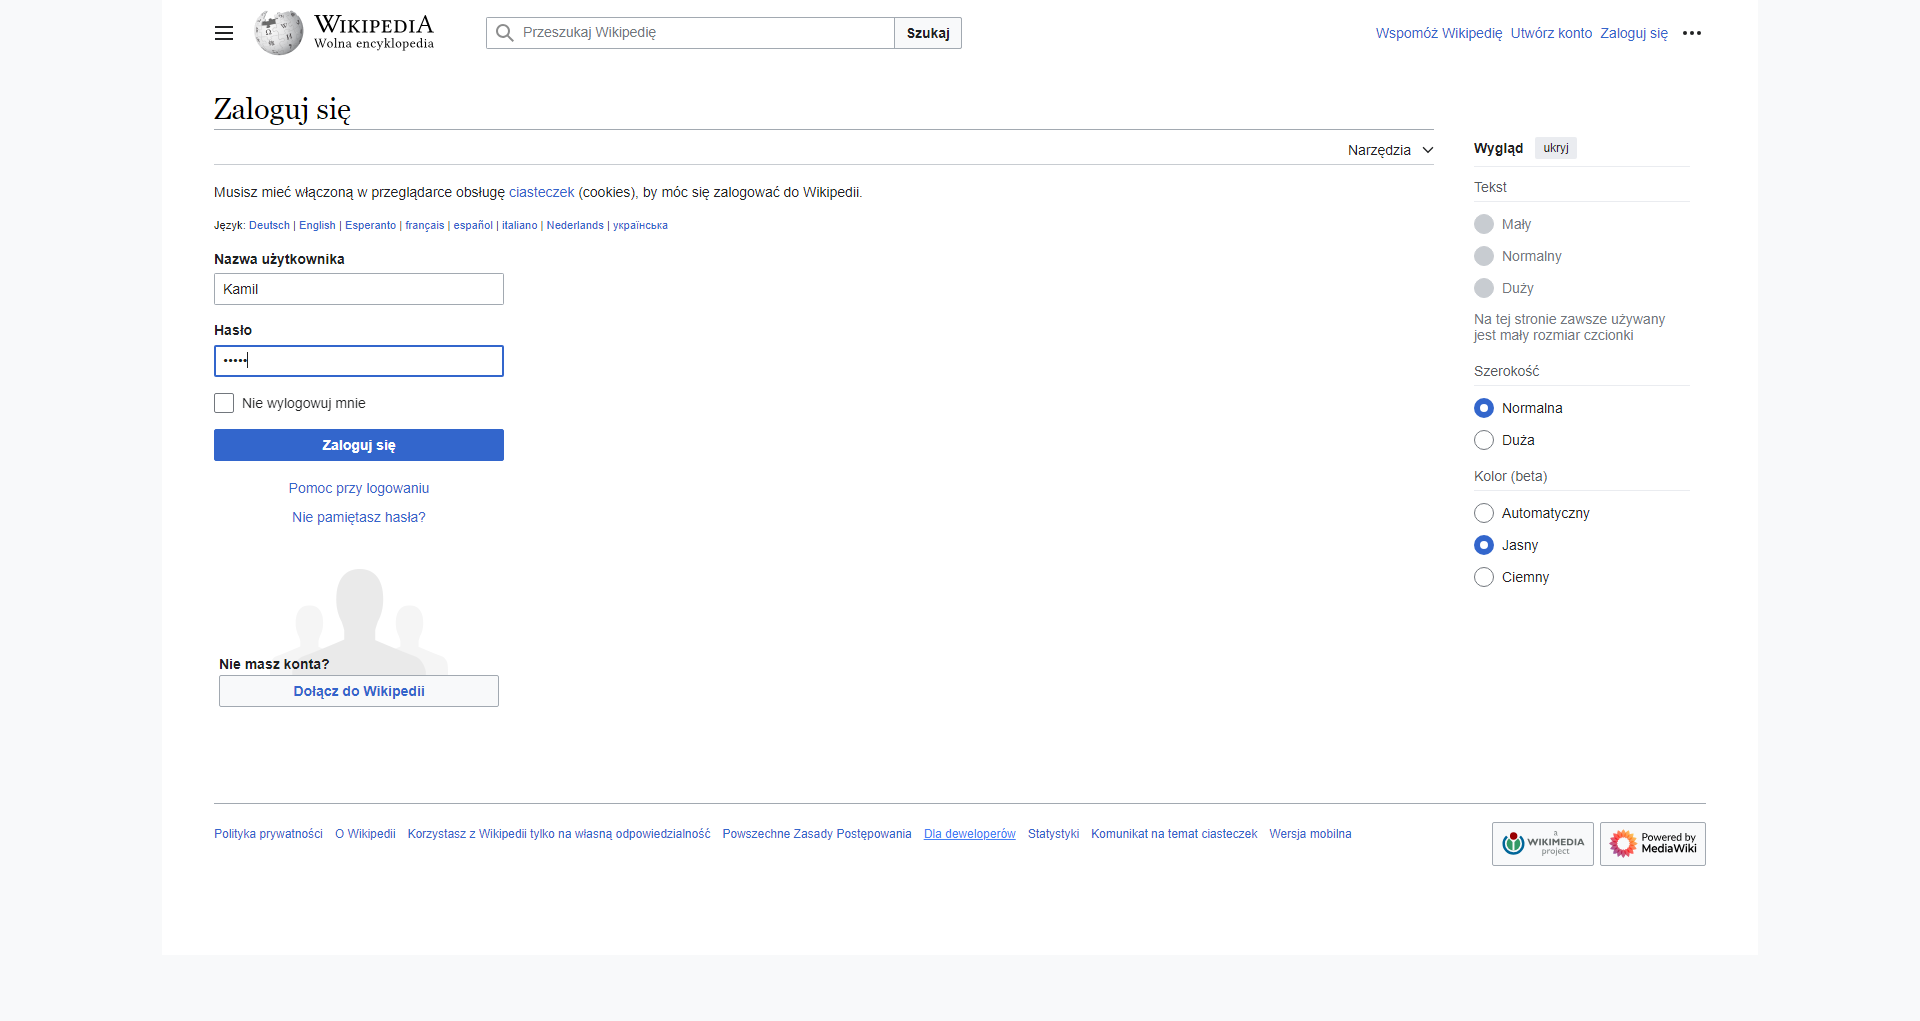 WIKIPEDIA
Wolna encyklopedia
Przeszukaj Wikipedię
Szukaj
Wspomóż Wikipedię Utwórz konto Zaloguj się
Zaloguj się
Narzędzia
Musisz mieć włączoną w przeglądarce obsługę ciasteczek (cookies), by móc się zalogować do Wikipedii.
Język: Deutsch | English | Esperanto | français | español | italiano | Nederlands | українська
Nazwa użytkownika
Kamil
Hasło
•••••
Nie wylogowuj mnie
Zaloguj się
Pomoc przy logowaniu
Nie pamiętasz hasła?
Nie masz konta?
Dołącz do Wikipedii
Wygląd ukryj
Tekst
Mały
Normalny
Duży
Na tej stronie zawsze używany
jest mały rozmiar czcionki
Szerokość
Normalna
Duża
Kolor (beta)
Automatyczny
Jasny
Ciemny
Polityka prywatności O Wikipedii Korzystasz z Wikipedii tylko na własną odpowiedzialność Powszechne Zasady Postępowania Dla deweloperów Statystyki Komunikat na temat ciasteczek Wersja mobilna
a
WIKIMEDIA
project
Powered by
MediaWiki